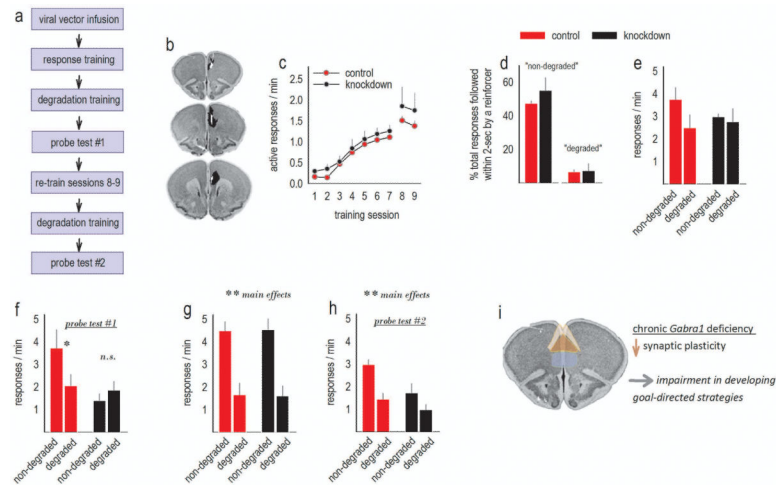 a
viral vector infusion
response training
degradation training
probe test #1
re-train sessions 8-9
degradation training
probe test #2
b
c
control
knockdown
active responses / min
2.5
2.0
1.5
1.0
0.5
0.0
1 2 3 4 5 6 7 8 9
training session
control
knockdown
d
% total responses followed
within 2-sec by a reinforcer
60
40
20
"non-degraded"
"degraded"
e
responses / min
5
4
3
2
1
non-degraded
degraded
non-degraded
degraded
f
probe test #1
*
n.s.
responses / min
5
4
3
2
1
non-degraded
degraded
non-degraded
degraded
g
** main effects
responses / min
5
4
3
2
1
non-degraded
degraded
non-degraded
degraded
h
** main effects
probe test #2
responses / min
5
4
3
2
1
non-degraded
degraded
non-degraded
degraded
i
chronic Gabra1 deficiency
synaptic plasticity
impairment in developing
goal-directed strategies